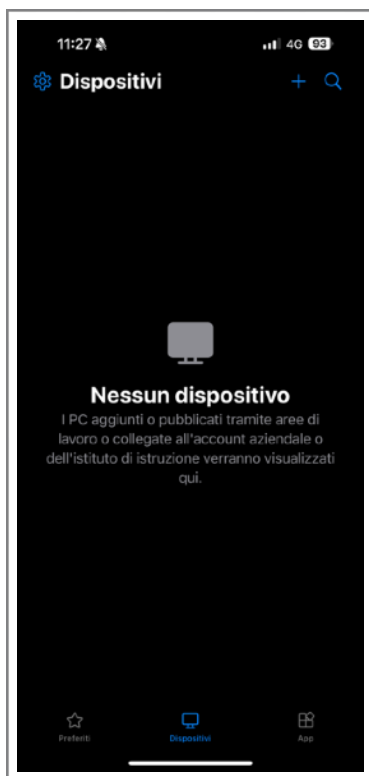 11:27 4G 93
Dispositivi
Nessun dispositivo
I PC aggiunti o pubblicati tramite aree di
lavoro o collegate all'account aziendale o
dell'istituto di istruzione verranno visualizzati
qui.
Preferiti Dispositivi App